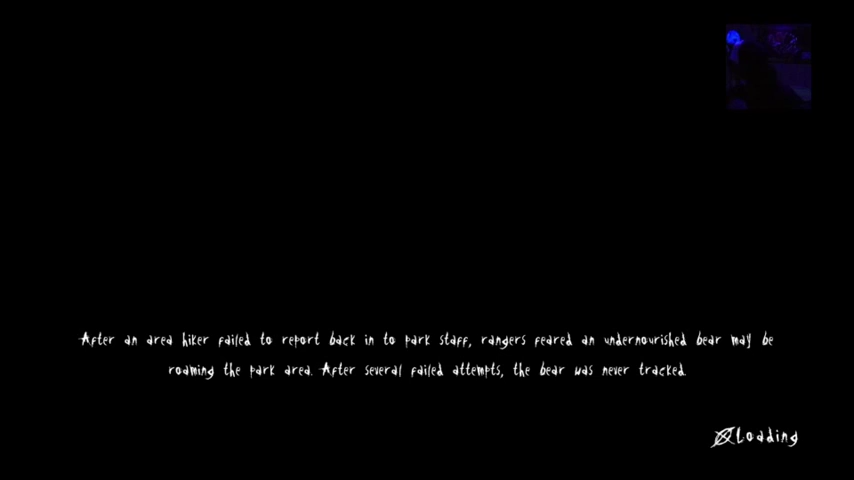 After an area hiker failed to report back in to park staff, rangers feared an undernourished bear may be
roaming the park area. After several failed attempts, the bear was never tracked.
Loading